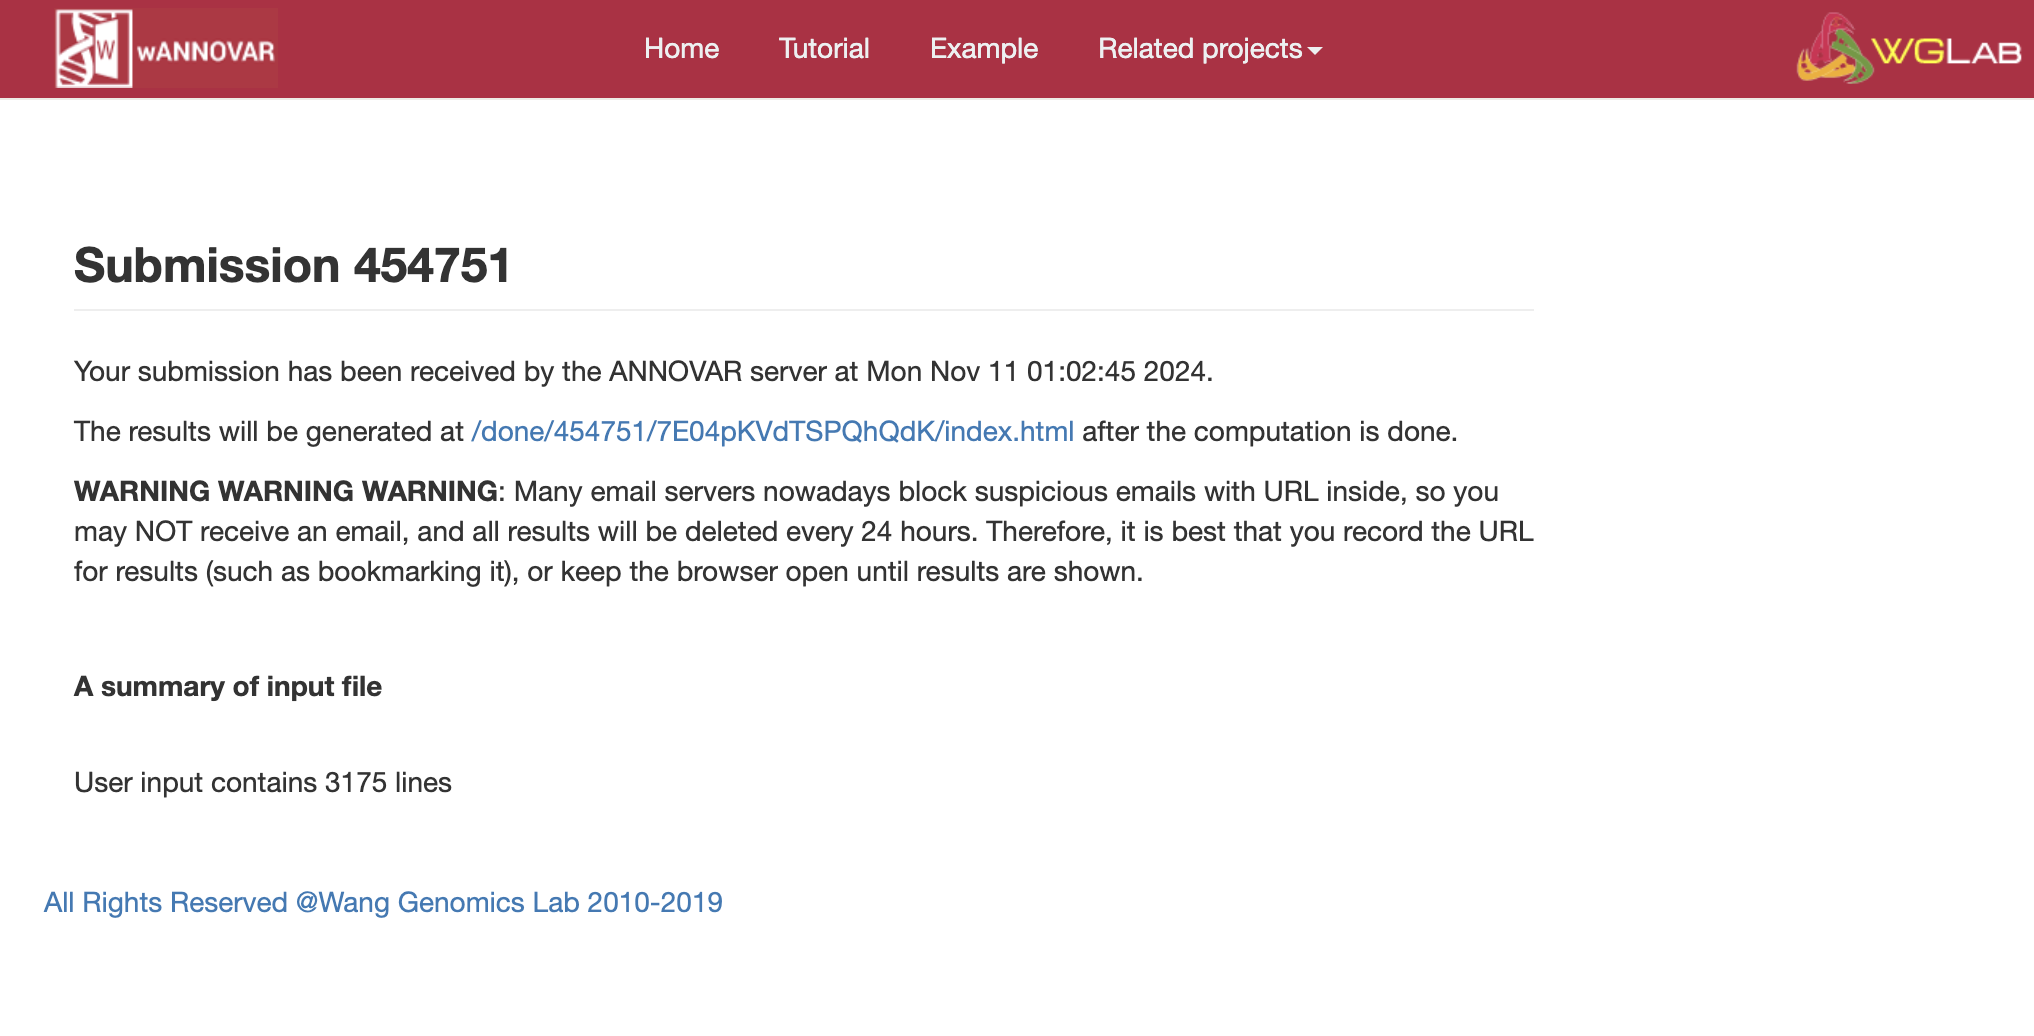 W wANNOVAR Home Tutorial Example Related projects WGLAB
Submission 454751
Your submission has been received by the ANNOVAR server at Mon Nov 11 01:02:45 2024.
The results will be generated at /done/454751/7E04pKVdTSPQhQdK/index.html after the computation is done.
WARNING WARNING WARNING: Many email servers nowadays block suspicious emails with URL inside, so you
may NOT receive an email, and all results will be deleted every 24 hours. Therefore, it is best that you record the URL
for results (such as bookmarking it), or keep the browser open until results are shown.
A summary of input file
User input contains 3175 lines
All Rights Reserved @Wang Genomics Lab 2010-2019